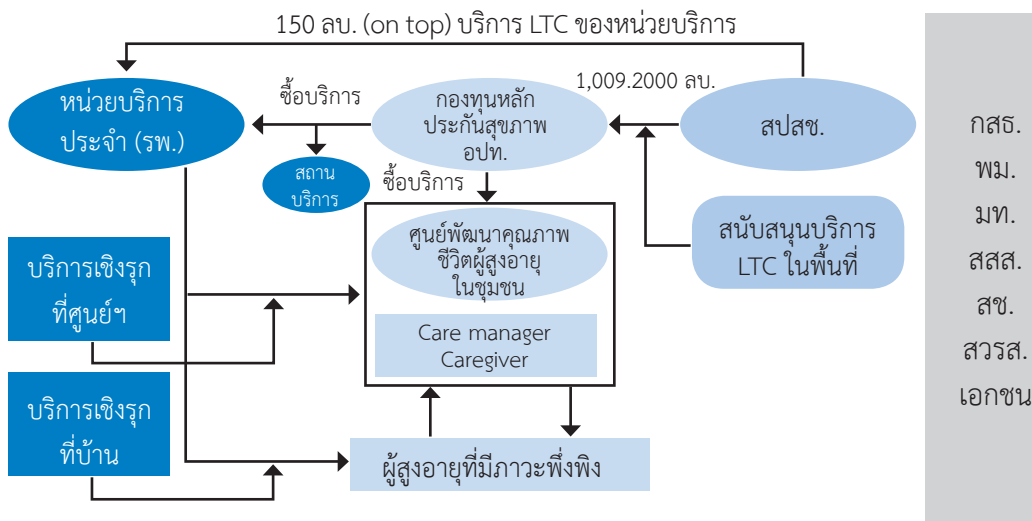 150 ลบ. (on top) บริการ LTC ของหน่วยบริการ
หน่วยบริการ
ประจำ (รพ.)
ซื้อบริการ
กองทุนหลัก
ประกันสุขภาพ
อปท.
1,009.2000 ลบ.
สปสช.
สถาน
บริการ
ซื้อบริการ
สนับสนุนบริการ
LTC ในพื้นที่
บริการเชิงรุก
ที่ศูนย์ฯ
ศูนย์พัฒนาคุณภาพ
ชีวิตผู้สูงอายุ
ในชุมชน
Care manager
Caregiver
บริการเชิงรุก
ที่บ้าน
ผู้สูงอายุที่มีภาวะพึ่งพิง
กสธ.
พม.
มท.
สสส.
สช.
สวรส.
เอกชน